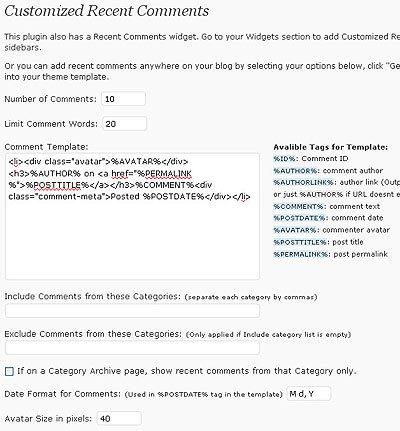 Customized Recent Comments
This plugin also has a Recent Comments widget. Go to your Widgets section to add Customized Re
sidebars.
Or you can add recent comments anywhere on your blog by selecting your options below, click "Ge
into your theme template.
Number of Comments: 10
Limit Comment Words: 20
Comment Template:
<li><div class="avatar">%AVATAR%</div>
<h3>%AUTHOR% on <a href="%PERMALINK
%">%POSTTITLE%</a></h3>%COMMENT%<div
class="comment-meta">Posted %POSTDATE%</div></li>
Avalible Tags for Template:
%ID%: Comment ID
%AUTHOR%: comment author
%AUTHORLINK%: author link (Outp
or just %AUTHOR% if URL doesnt e
%COMMENT%: comment text
%POSTDATE%: comment date
%AVATAR%: commenter avatar
%POSTTITLE%: post title
%PERMALINK%: post permalink
Include Comments from these Categories: (separate each category by commas)
Exclude Comments from these Categories: (Only applied if Include category list is empty)
If on a Category Archive page, show recent comments from that Category only.
Date Format for Comments: (Used in %POSTDATE% tag in the template) M d, Y
Avatar Size in pixels: 40